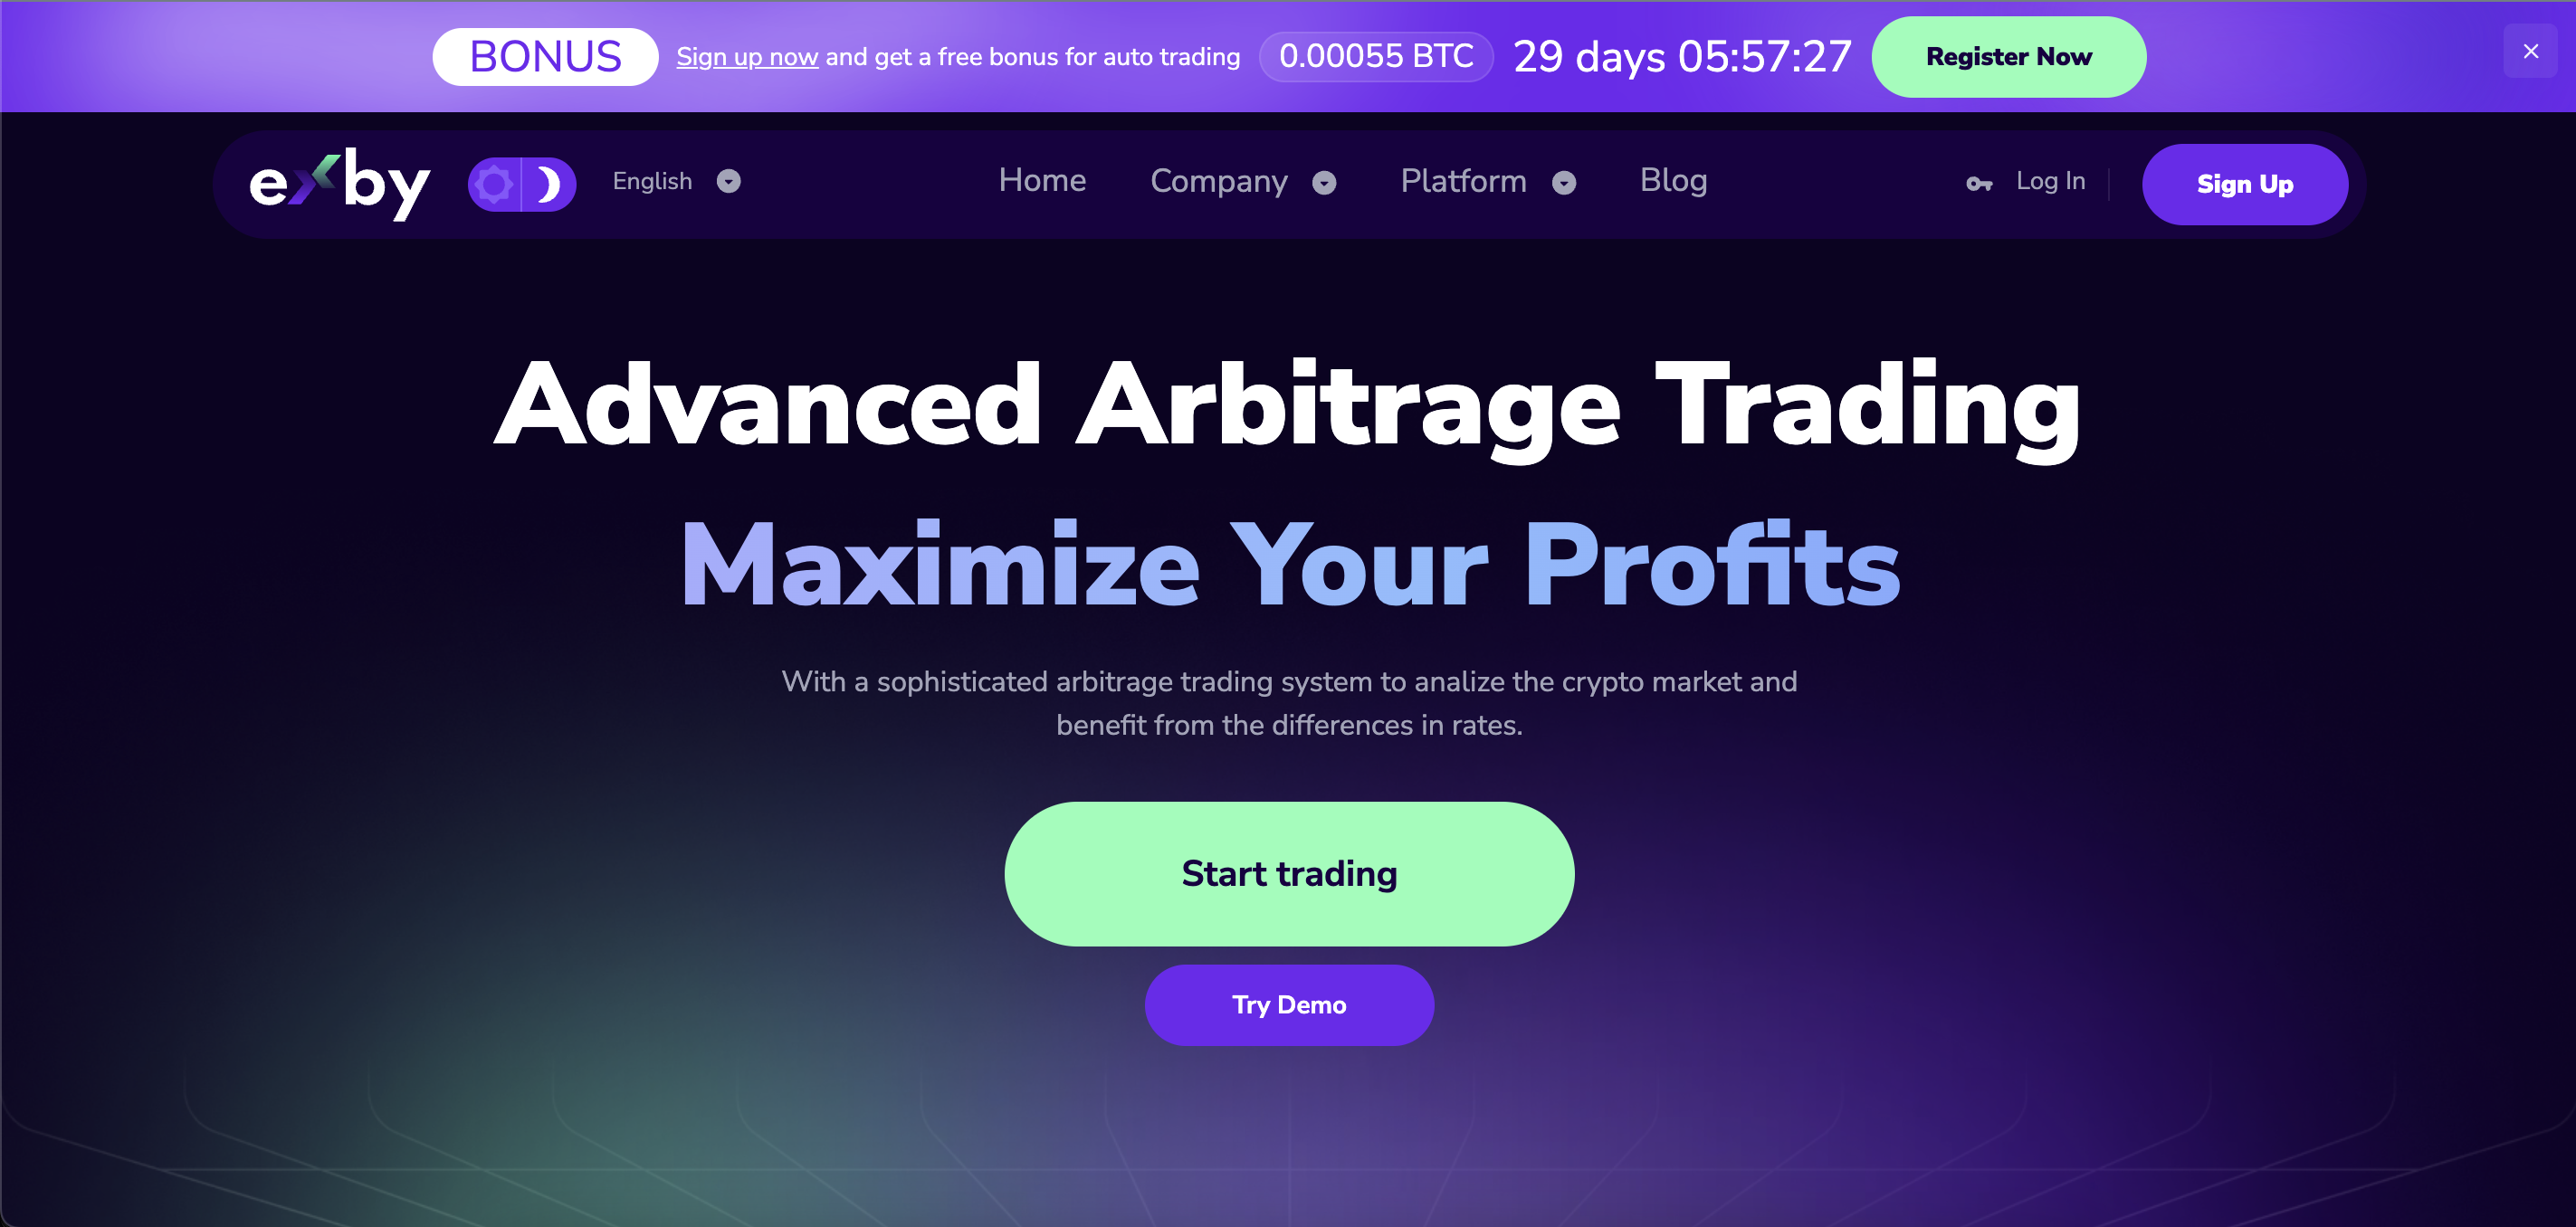 BONUS Sign up now and get a free bonus for auto trading 0.00055 BTC 29 days 05:57:27 Register Now
exby English Home Company Platform Blog Log In Sign Up
Advanced Arbitrage Trading
Maximize Your Profits
With a sophisticated arbitrage trading system to analize the crypto market and
benefit from the differences in rates.
Start trading
Try Demo